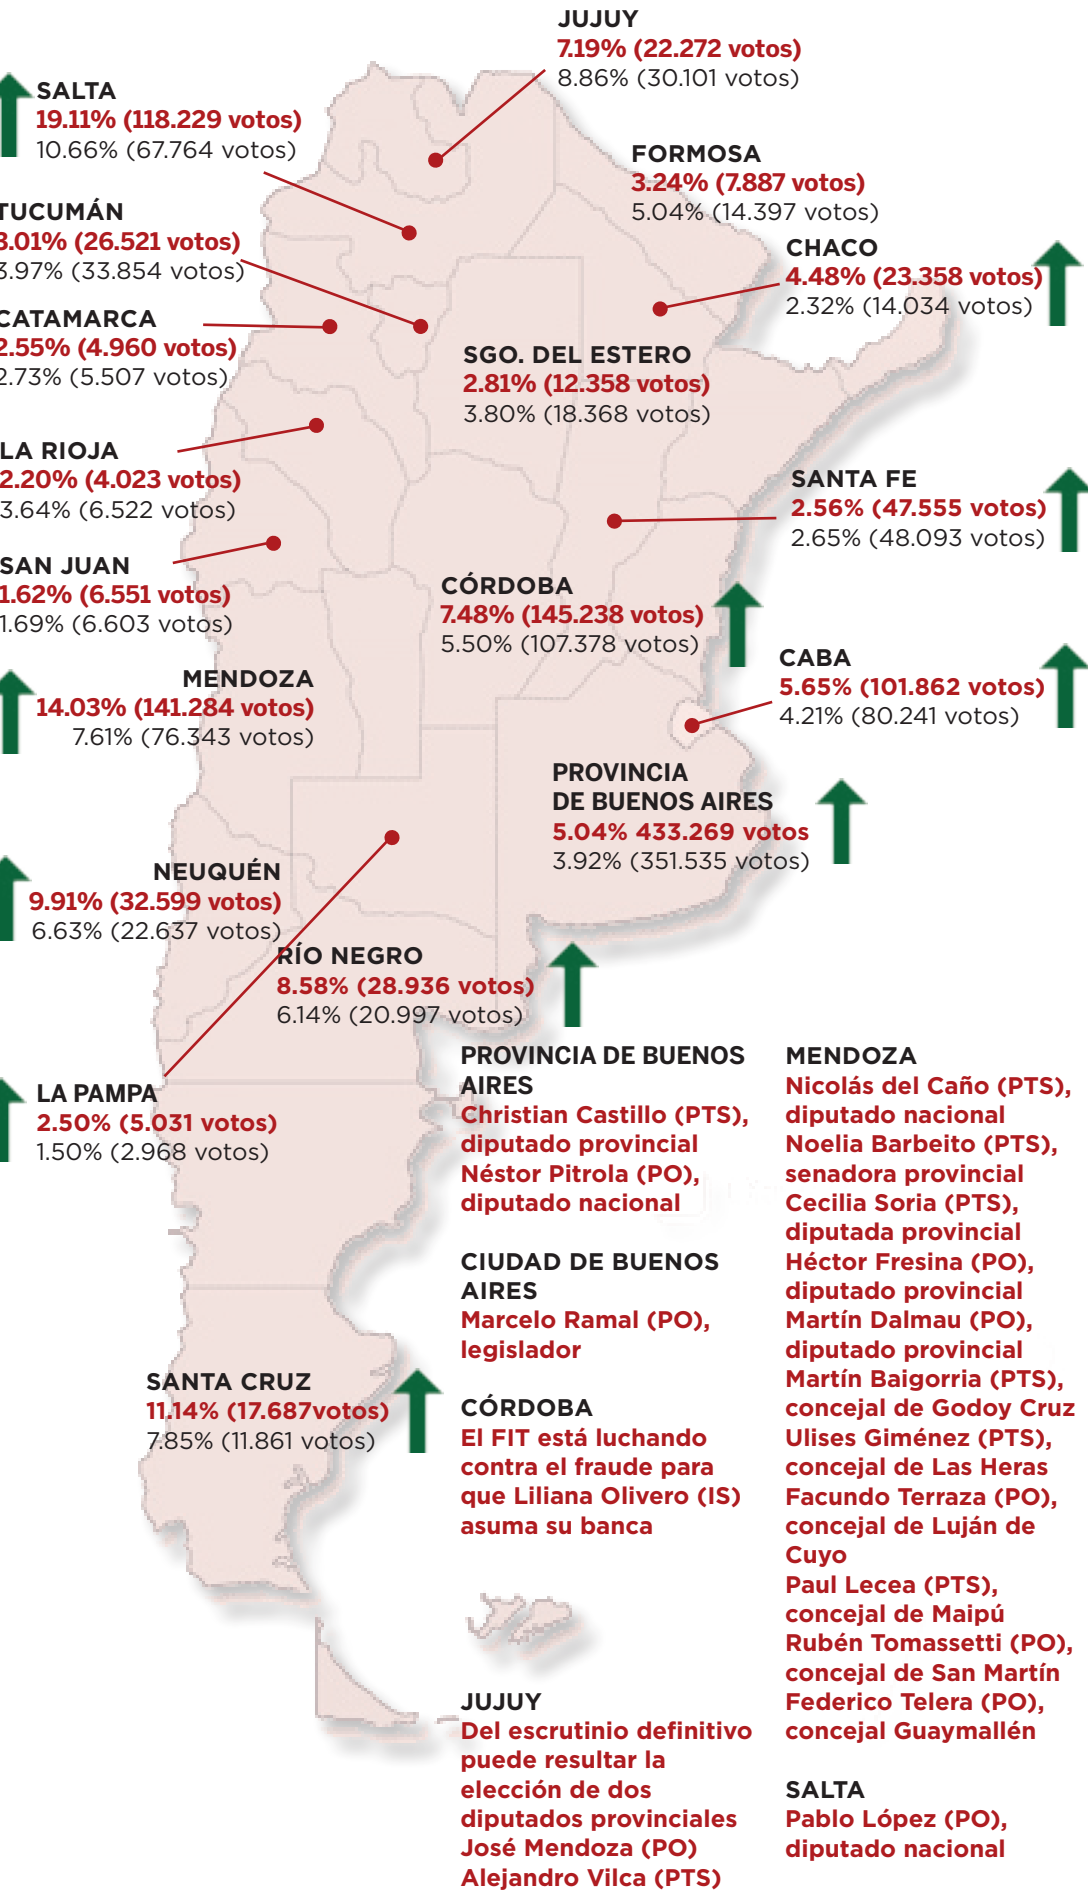 JUJUY
7.19% (22.272 votos)
8.86% (30.101 votos)
SALTA
19.11% (118.229 votos)
10.66% (67.764 votos)
FORMOSA
3.24% (7.887 votos)
5.04% (14.397 votos)
TUCUMÁN
3.01% (26.521 votos)
3.97% (33.854 votos)
CHACO
4.48% (23.358 votos)
2.32% (14.034 votos)
CATAMARCA
2.55% (4.960 votos)
2.73% (5.507 votos)
SGO. DEL ESTERO
2.81% (12.358 votos)
3.80% (18.368 votos)
LA RIOJA
2.20% (4.023 votos)
3.64% (6.522 votos)
SANTA FE
2.56% (47.555 votos)
2.65% (48.093 votos)
SAN JUAN
1.62% (6.551 votos)
1.69% (6.603 votos)
CÓRDOBA
7.48% (145.238 votos)
5.50% (107.378 votos)
CABA
5.65% (101.862 votos)
4.21% (80.241 votos)
MENDOZA
14.03% (141.284 votos)
7.61% (76.343 votos)
PROVINCIA
DE BUENOS AIRES
5.04% 433.269 votos
3.92% (351.535 votos)
NEUQUÉN
9.91% (32.599 votos)
6.63% (22.637 votos)
RÍO NEGRO
8.58% (28.936 votos)
6.14% (20.997 votos)
LA PAMPA
2.50% (5.031 votos)
1.50% (2.968 votos)
SANTA CRUZ
11.14% (17.687votos)
7.85% (11.861 votos)
PROVINCIA DE BUENOS
AIRES
Christian Castillo (PTS),
diputado provincial
Néstor Pitrola (PO),
diputado nacional
CIUDAD DE BUENOS
AIRES
Marcelo Ramal (PO),
legislador
CÓRDOBA
El FIT está luchando
contra el fraude para
que Liliana Olivero (IS)
asuma su banca
JUJUY
Del escrutinio definitivo
puede resultar la
elección de dos
diputados provinciales
José Mendoza (PO)
Alejandro Vilca (PTS)
MENDOZA
Nicolás del Caño (PTS),
diputado nacional
Noelia Barbeito (PTS),
senadora provincial
Cecilia Soria (PTS),
diputada provincial
Héctor Fresina (PO),
diputado provincial
Martín Dalmau (PO),
diputado provincial
Martín Baigorria (PTS),
concejal de Godoy Cruz
Ulises Giménez (PTS),
concejal de Las Heras
Facundo Terraza (PO),
concejal de Luján de
Cuyo
Paul Lecea (PTS),
concejal de Maipú
Rubén Tomassetti (PO),
concejal de San Martín
Federico Telera (PO),
concejal Guaymallén
SALTA
Pablo López (PO),
diputado nacional